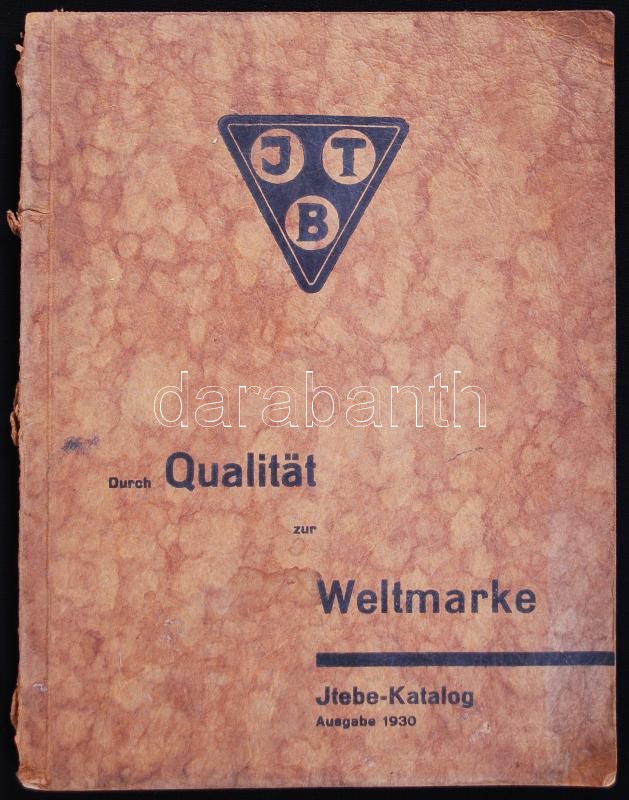 J T
B
darabanth
Durch Qualität
zur
Weltmarke
Jtebe-Katalog
Ausgabe 1930